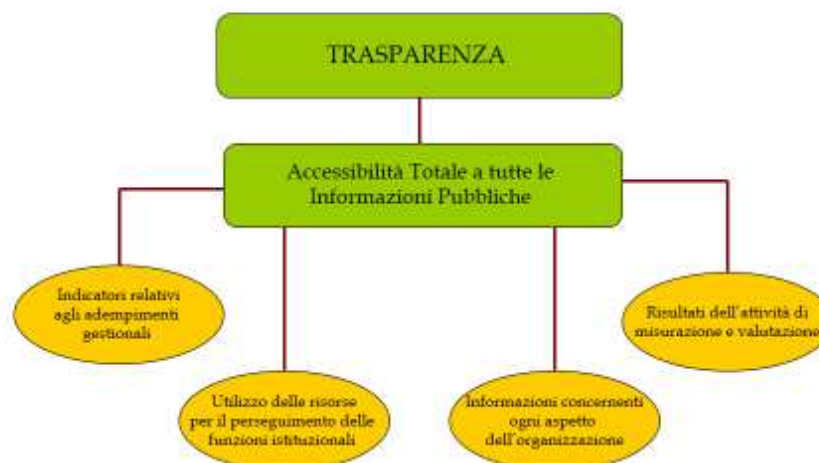 TRASPARENZA
Accessibilità Totale a tutte le
Informazioni Pubbliche
Indicatori relativi
agli adempimenti
gestionali
Utilizzo delle risorse
per il perseguimento delle
funzioni istituzionali
Informazioni concernenti
ogni aspetto
dell'organizzazione
Risultati dell'attività di
misurazione e valutazione